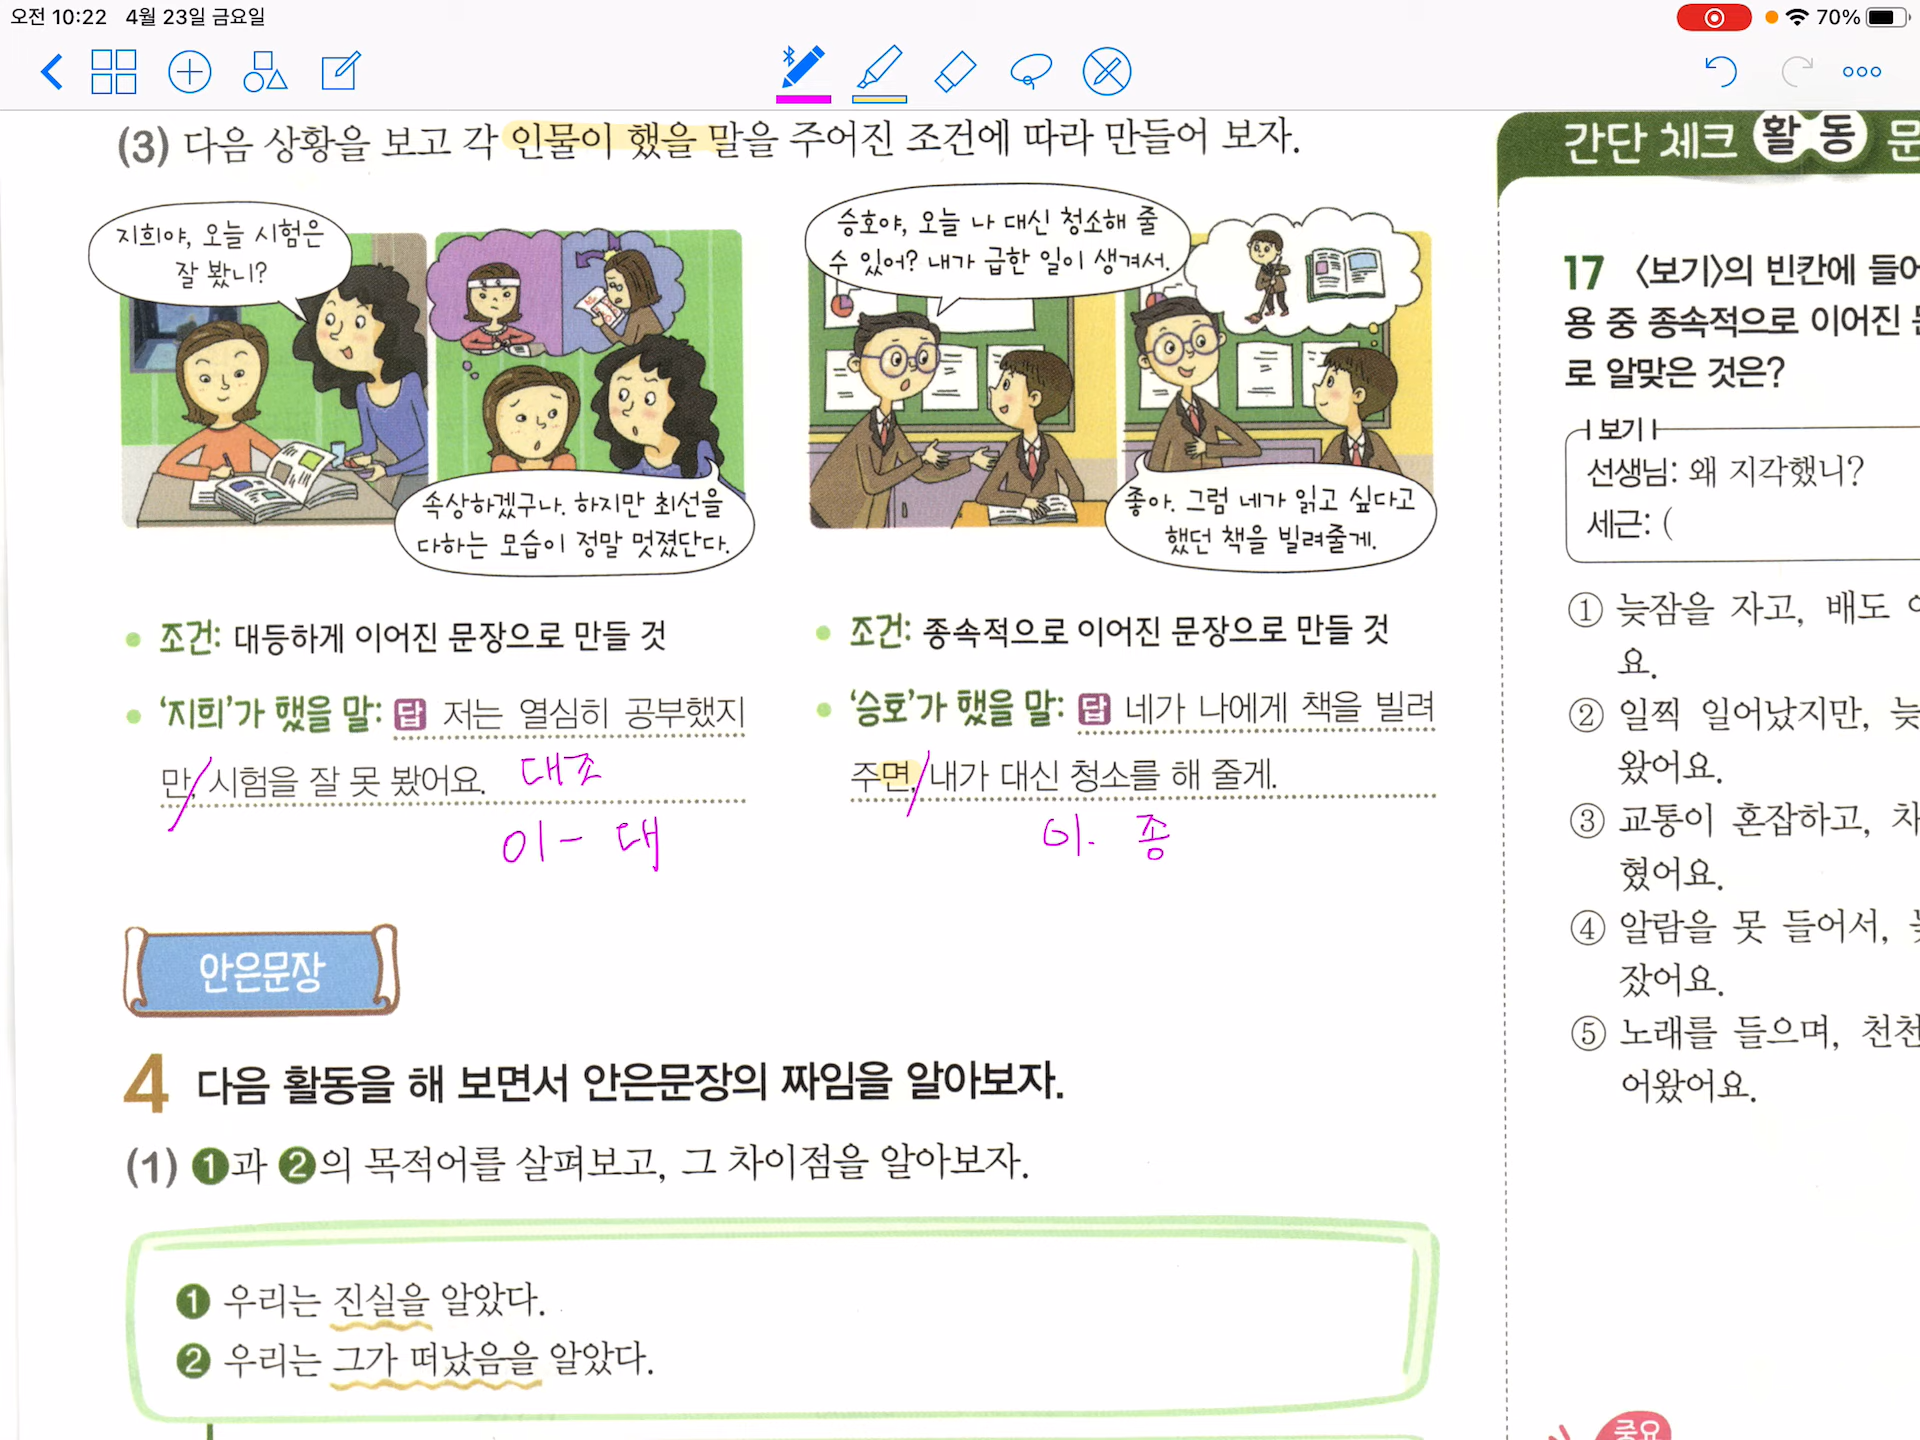 오전 10:22 4월 23일 금요일
70%
(3) 다음 상황을 보고 각 인물이 했을 말을 주어진 조건에 따라 만들어 보자.
지희야, 오늘 시험은
잘 봤니?
속상하겠구나. 하지만 최선을
다하는 모습이 정말 멋졌단다.
승호야, 오늘 나 대신 청소해 줄
수 있어? 내가 급한 일이 생겨서.
좋아. 그럼 네가 읽고 싶다고
했던 책을 빌려줄게.
조건: 대등하게 이어진 문장으로 만들 것
'지희'가 했을 말: 답 저는 열심히 공부했지
만, 시험을 잘 못 봤어요. 대조
이 - 대
조건: 종속적으로 이어진 문장으로 만들 것
'승호'가 했을 말: 답 네가 나에게 책을 빌려
주면, 내가 대신 청소를 해 줄게.
이. 종
안은문장
4 다음 활동을 해 보면서 안은문장의 짜임을 알아보자.
(1) ❶과 ❷의 목적어를 살펴보고, 그 차이점을 알아보자.
❶ 우리는 진실을 알았다.
❷ 우리는 그가 떠났음을 알았다.
간단 체크 활동 문
17 〈보기〉의 빈칸에 들어
용 중 종속적으로 이어진 문
로 알맞은 것은?
보기
선생님: 왜 지각했니?
세근: (
① 늦잠을 자고, 배도
요.
② 일찍 일어났지만, 늦
왔어요.
③ 교통이 혼잡하고, 차
혔어요.
④ 알람을 못 들어서,
잤어요.
⑤ 노래를 들으며, 천천
어왔어요.
중요